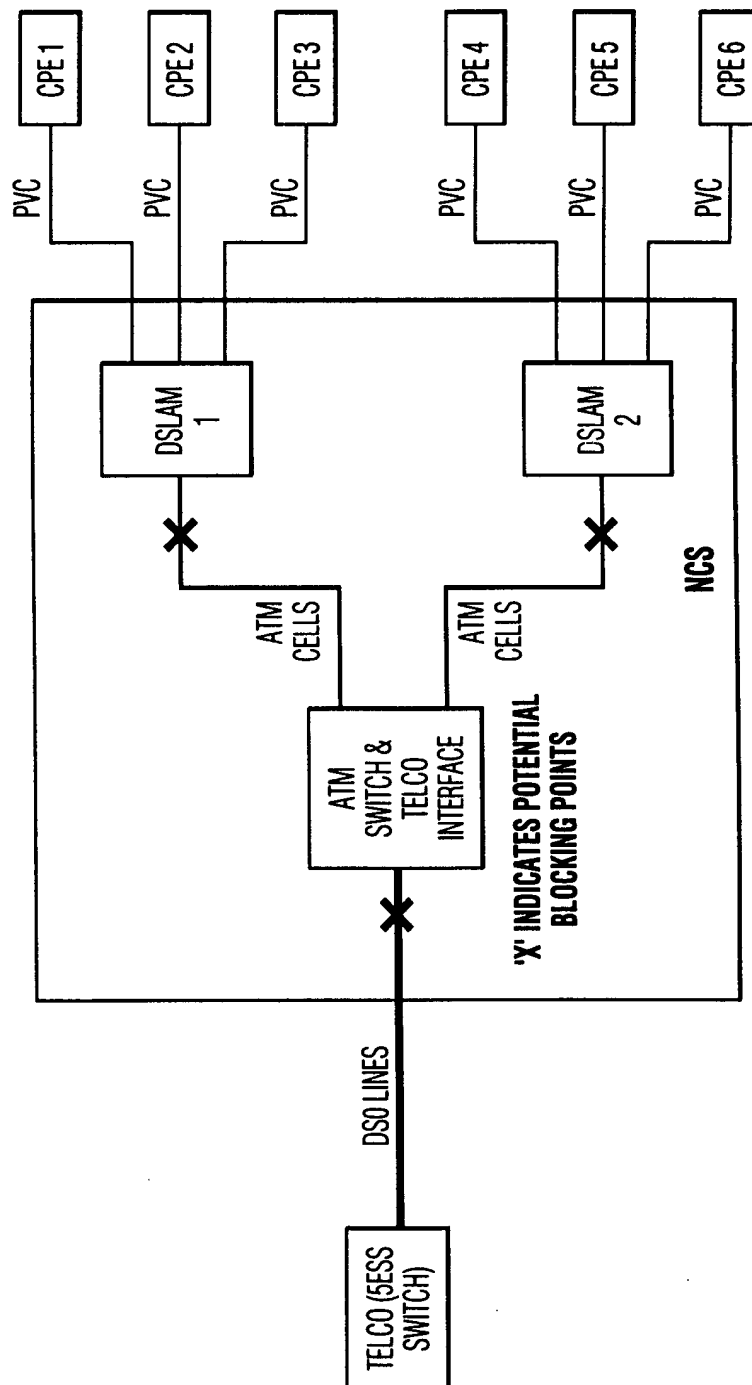 CPE 1
CPE 2
CPE 3
CPE 4
CPE 5
CPE 6
PVC
PVC
PVC
PVC
PVC
PVC
DSLAM
1
DSLAM
2
ATM
CELLS
ATM
CELLS
NCS
ATM
SWITCH &
TELCO
INTERFACE
'X' INDICATES POTENTIAL
BLOCKING POINTS
DS0 LINES
TELCO (5ESS
SWITCH)